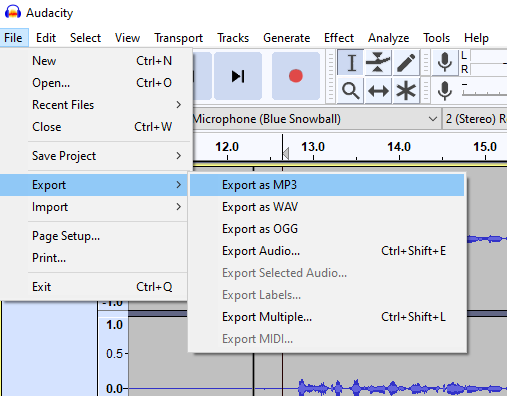 Audacity
File Edit Select View Transport Tracks Generate Effect Analyze Tools Help
New Ctrl+N
Open... Ctrl+O
Recent Files
Close Ctrl+W
Save Project
Export
Import
Page Setup...
Print...
Exit Ctrl+Q
L
R
Microphone (Blue Snowball) 2 (Stereo) R
12.0 13.0 14.0 15.0
Export as MP3
Export as WAV
Export as OGG
Export Audio... Ctrl+Shift+E
Export Selected Audio...
Export Labels...
Export Multiple... Ctrl+Shift+L
Export MIDI...
-1.0
1.0
0.5-
0.0-